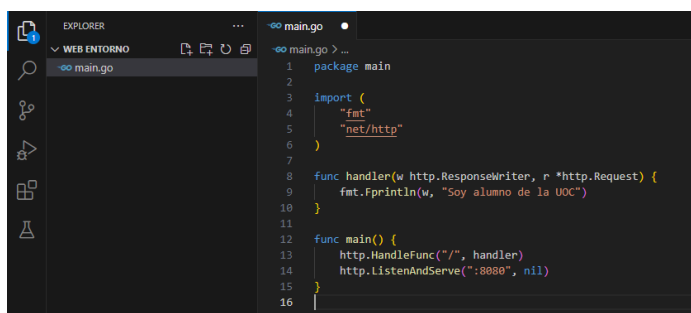 EXPLORER
WEB ENTORNO
main.go
main.go
main.go > ...
1 package main
2
3 import (
4 "fmt"
5 "net/http"
6 )
7
8 func handler(w http.ResponseWriter, r *http.Request) {
9 fmt.Fprintln(w, "Soy alumno de la UOC")
10 }
11
12 func main() {
13 http.HandleFunc("/", handler)
14 http.ListenAndServe(":8080", nil)
15 }
16